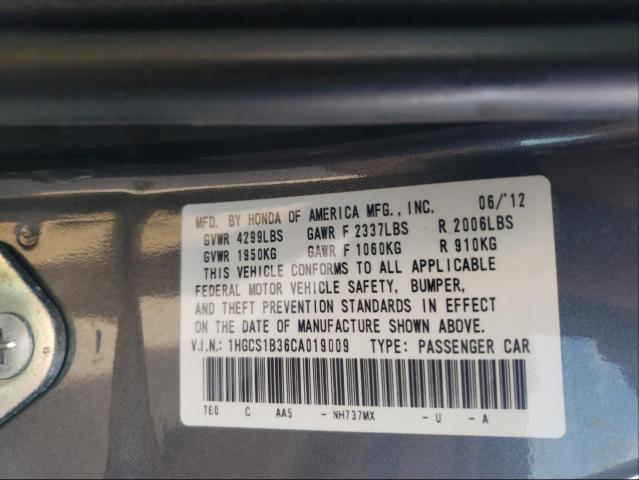 MFD. BY HONDA OF AMERICA MFG., INC. 06/'12
GVWR 4299LBS GAWR F 2337LBS R 2006LBS
GVWR 1950KG GAWR F 1060KG R 910KG
THIS VEHICLE CONFORMS TO ALL APPLICABLE
FEDERAL MOTOR VEHICLE SAFETY, BUMPER,
AND THEFT PREVENTION STANDARDS IN EFFECT
ON THE DATE OF MANUFACTURE SHOWN ABOVE.
V.I.N.: 1HGCS1B36CA019009 TYPE: PASSENGER CAR
TE0 C AA5 -NH737MX -U -A